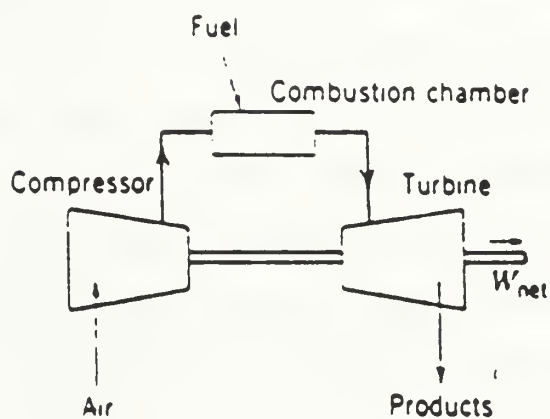 Fuel
Combustion chamber
Compressor
Turbine
W net
Air
Products